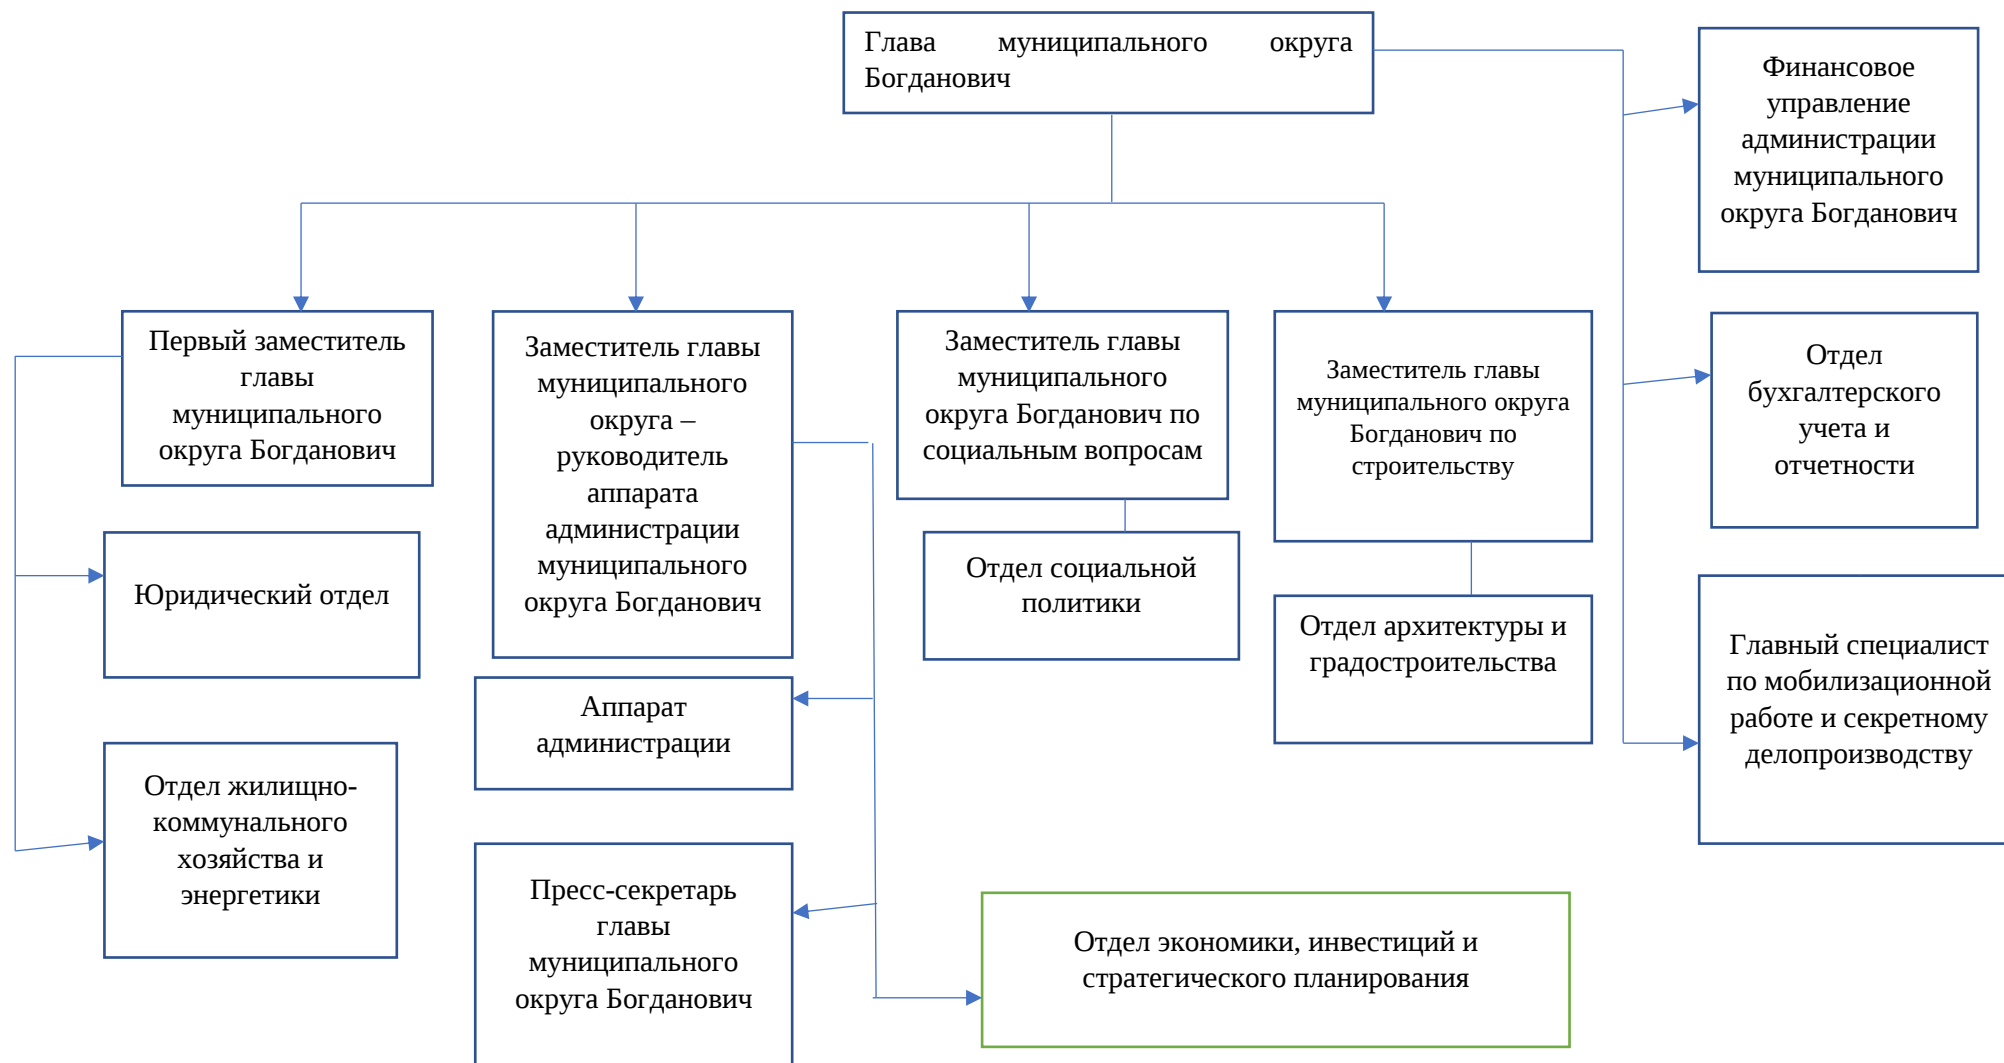 Глава муниципального округа
Богданович
Финансовое
управление
администрации
муниципального
округа Богданович
Первый заместитель
главы
муниципального
округа Богданович
Заместитель главы
муниципального
округа –
руководитель
аппарата
администрации
муниципального
округа Богданович
Заместитель главы
муниципального
округа Богданович по
социальным вопросам
Заместитель главы
муниципального округа
Богданович по
строительству
Отдел
бухгалтерского
учета и
отчетности
Юридический отдел
Отдел социальной
политики
Отдел архитектуры и
градостроительства
Главный специалист
по мобилизационной
работе и секретному
делопроизводству
Аппарат
администрации
Отдел жилищно-
коммунального
хозяйства и
энергетики
Пресс-секретарь
главы
муниципального
округа Богданович
Отдел экономики, инвестиций и
стратегического планирования